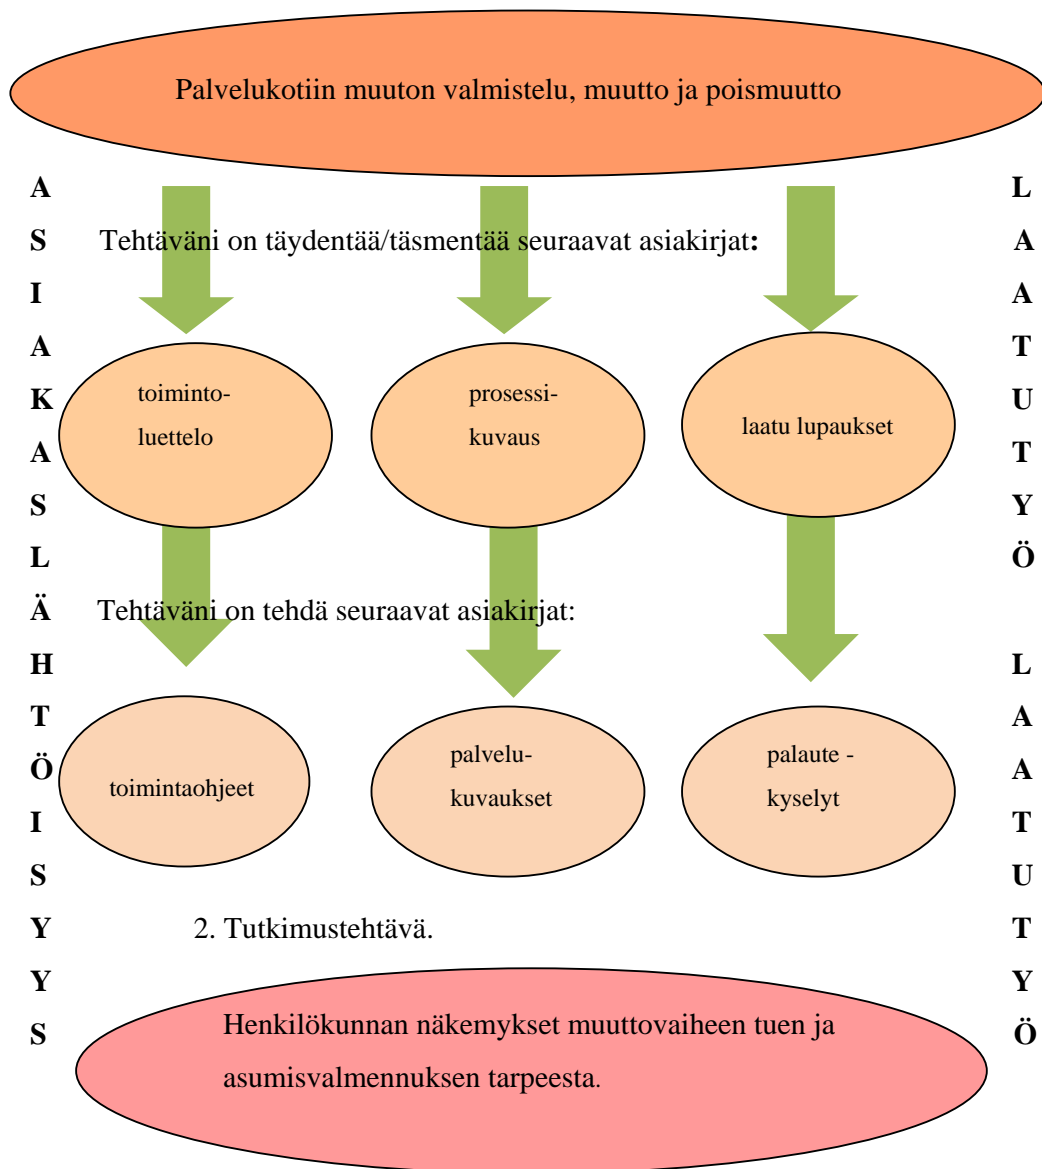 Palvelukotiin muuton valmistelu, muutto ja poismuutto
ASIAKASLÄHTÖISYYS
Tehtäväni on täydentää/täsmentää seuraavat asiakirjat:
toiminto-
luettelo
prosessi-
kuvaus
laatu lupaukset
Tehtäväni on tehdä seuraavat asiakirjat:
toimintaohjeet
palvelu-
kuvaukset
palaute -
kyselyt
2. Tutkimustehtävä.
Henkilökunnan näkemykset muuttovaiheen tuen ja
asumisvalmennuksen tarpeesta.
LAATUTYÖ
LAATUTYÖ